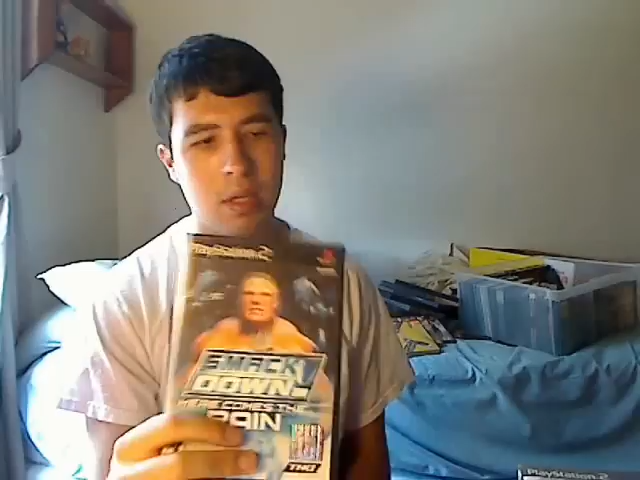 PlayStation.2
SMACK
DOWN!
HERE COMES THE
PAIN
THQ
PlayStation.2